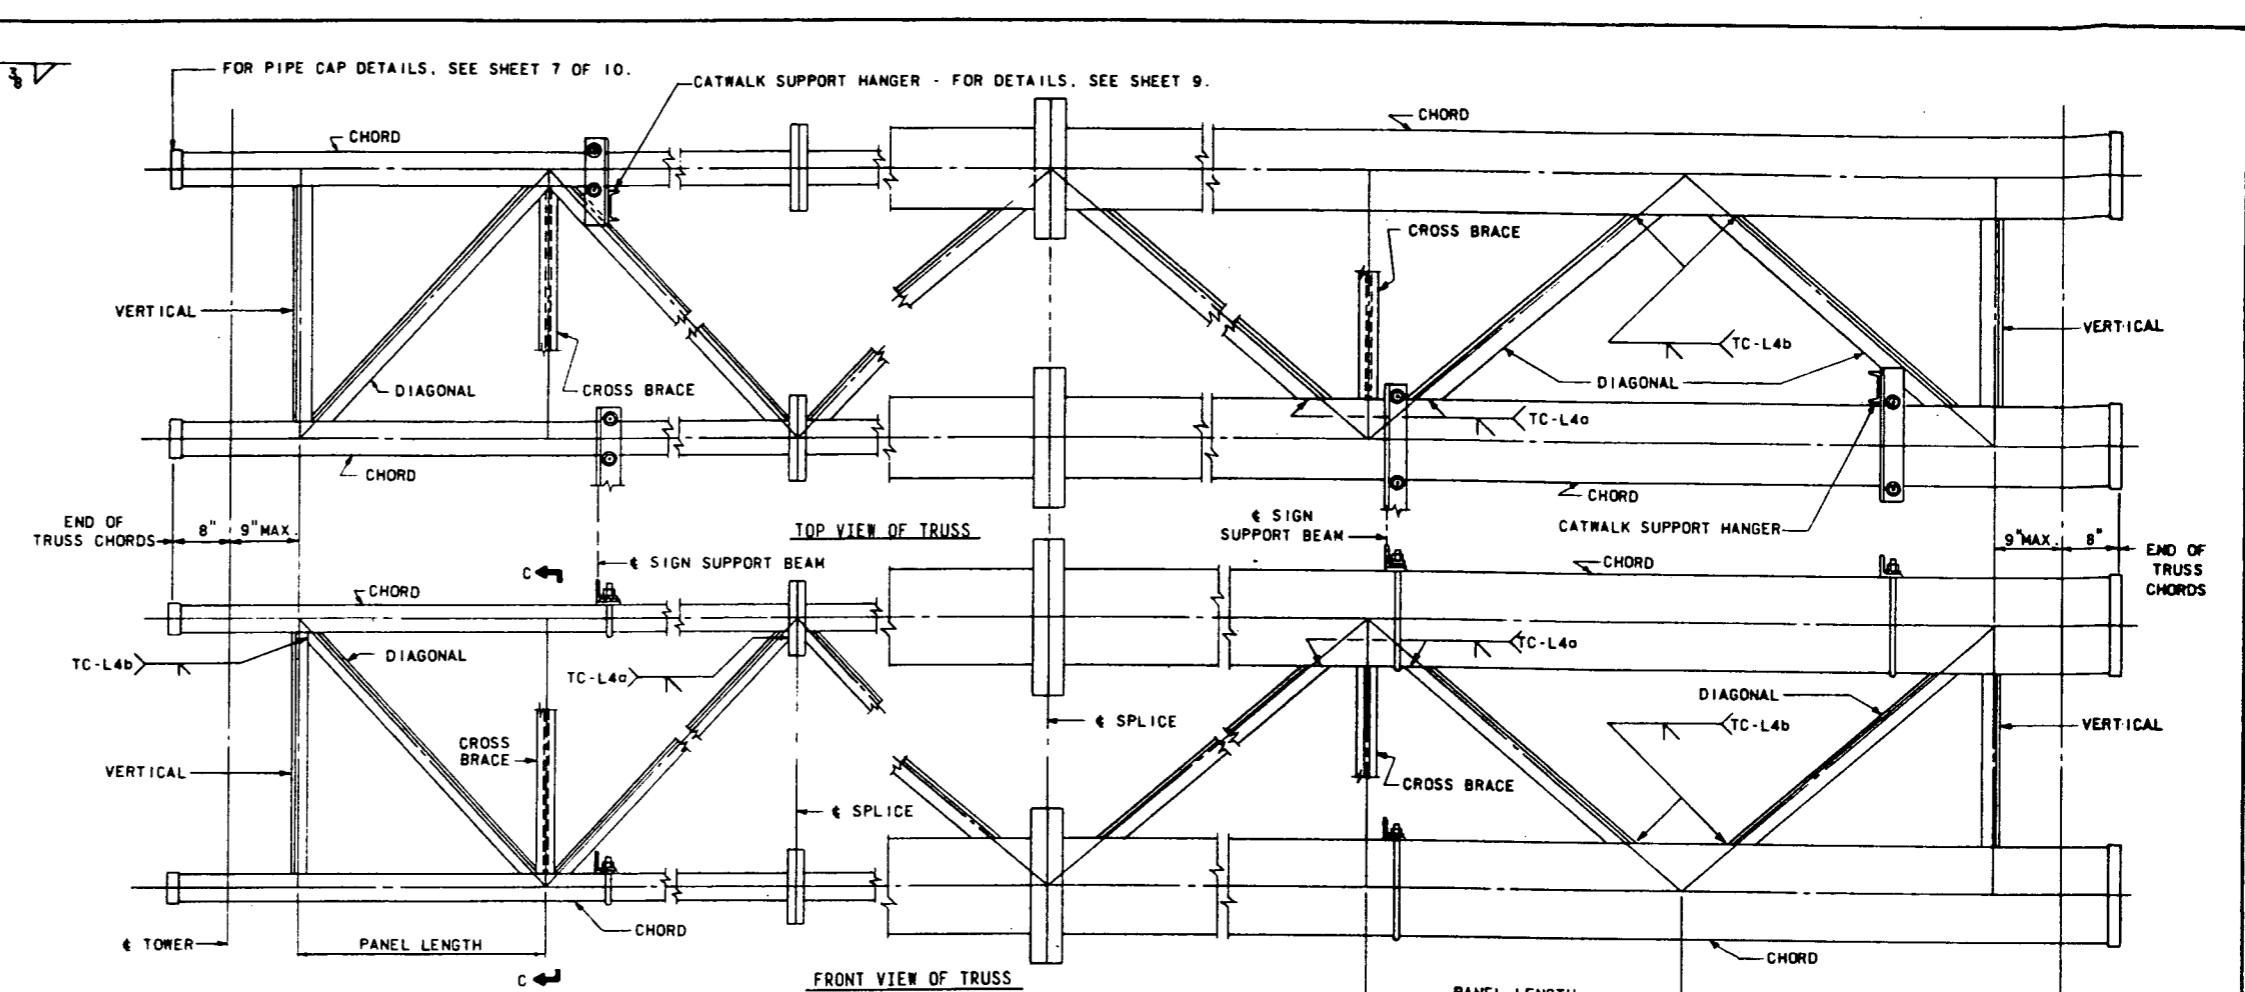 FOR PIPE CAP DETAILS, SEE SHEET 7 OF 10.
CATWALK SUPPORT HANGER - FOR DETAILS, SEE SHEET 9.
CHORD
CHORD
CROSS BRACE
VERTICAL
VERTICAL
TC-L4b
DIAGONAL
CROSS BRACE
DIAGONAL
TC-L4a
CHORD
CHORD
END OF
TRUSS CHORDS
8"
9"MAX.
TOP VIEW OF TRUSS
℄ SIGN
SUPPORT BEAM
CATWALK SUPPORT HANGER
9"MAX.
8"
END OF
TRUSS
CHORDS
C
℄ SIGN SUPPORT BEAM
CHORD
CHORD
TC-L4b
DIAGONAL
TC-L4a
TC-L4a
DIAGONAL
TC-L4b
VERTICAL
℄ SPLICE
CROSS
BRACE
VERTICAL
CROSS BRACE
℄ SPLICE
℄ TOWER
PANEL LENGTH
CHORD
CHORD
C
FRONT VIEW OF TRUSS
PANEL LENGTH